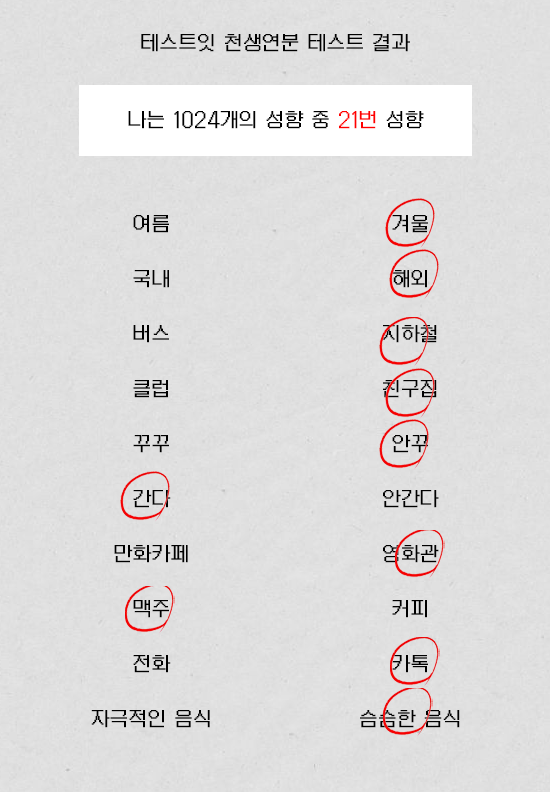 테스트잇 천생연분 테스트 결과
나는 1024개의 성향 중 21번 성향
여름 겨울
국내 해외
버스 지하철
클럽 친구집
꾸꾸 안꾸
간다 안간다
만화카페 영화관
맥주 커피
전화 카톡
자극적인 음식 슴슴한 음식